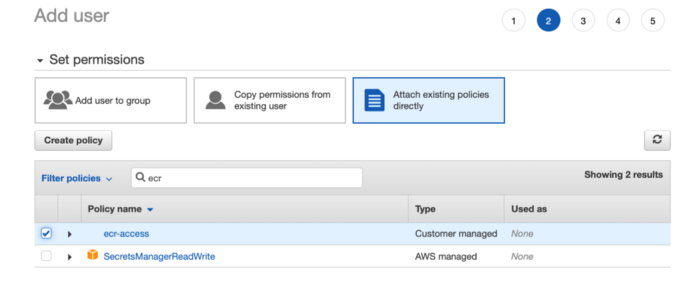 Add user
1 2 3 4 5
Set permissions
Add user to group
Copy permissions from
existing user
Attach existing policies
directly
Create policy
Filter policies
ecr
Showing 2 results
Policy name Type Used as
ecr-access Customer managed None
SecretsManagerReadWrite AWS managed None